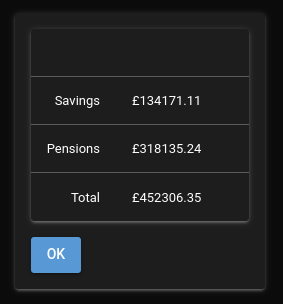 Savings £134171.11
Pensions £318135.24
Total £452306.35
OK